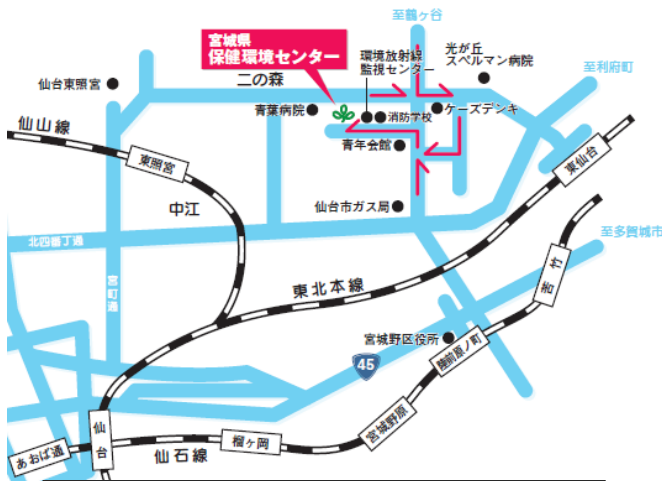 至鶴ヶ谷
宮城県
保健環境センター
環境放射線
監視センター
光が丘
スペルマン病院
至利府町
仙台東照宮
二の森
青葉病院
消防学校
ケーズデンキ
仙山線
青年会館
東照宮
東仙台
中江
仙台市ガス局
北四番丁通
至多賀城市
宮町通
東北本線
苦竹
宮城野区役所
陸前原ノ町
45
宮城野原
仙台
榴ヶ岡
あおば通
仙石線